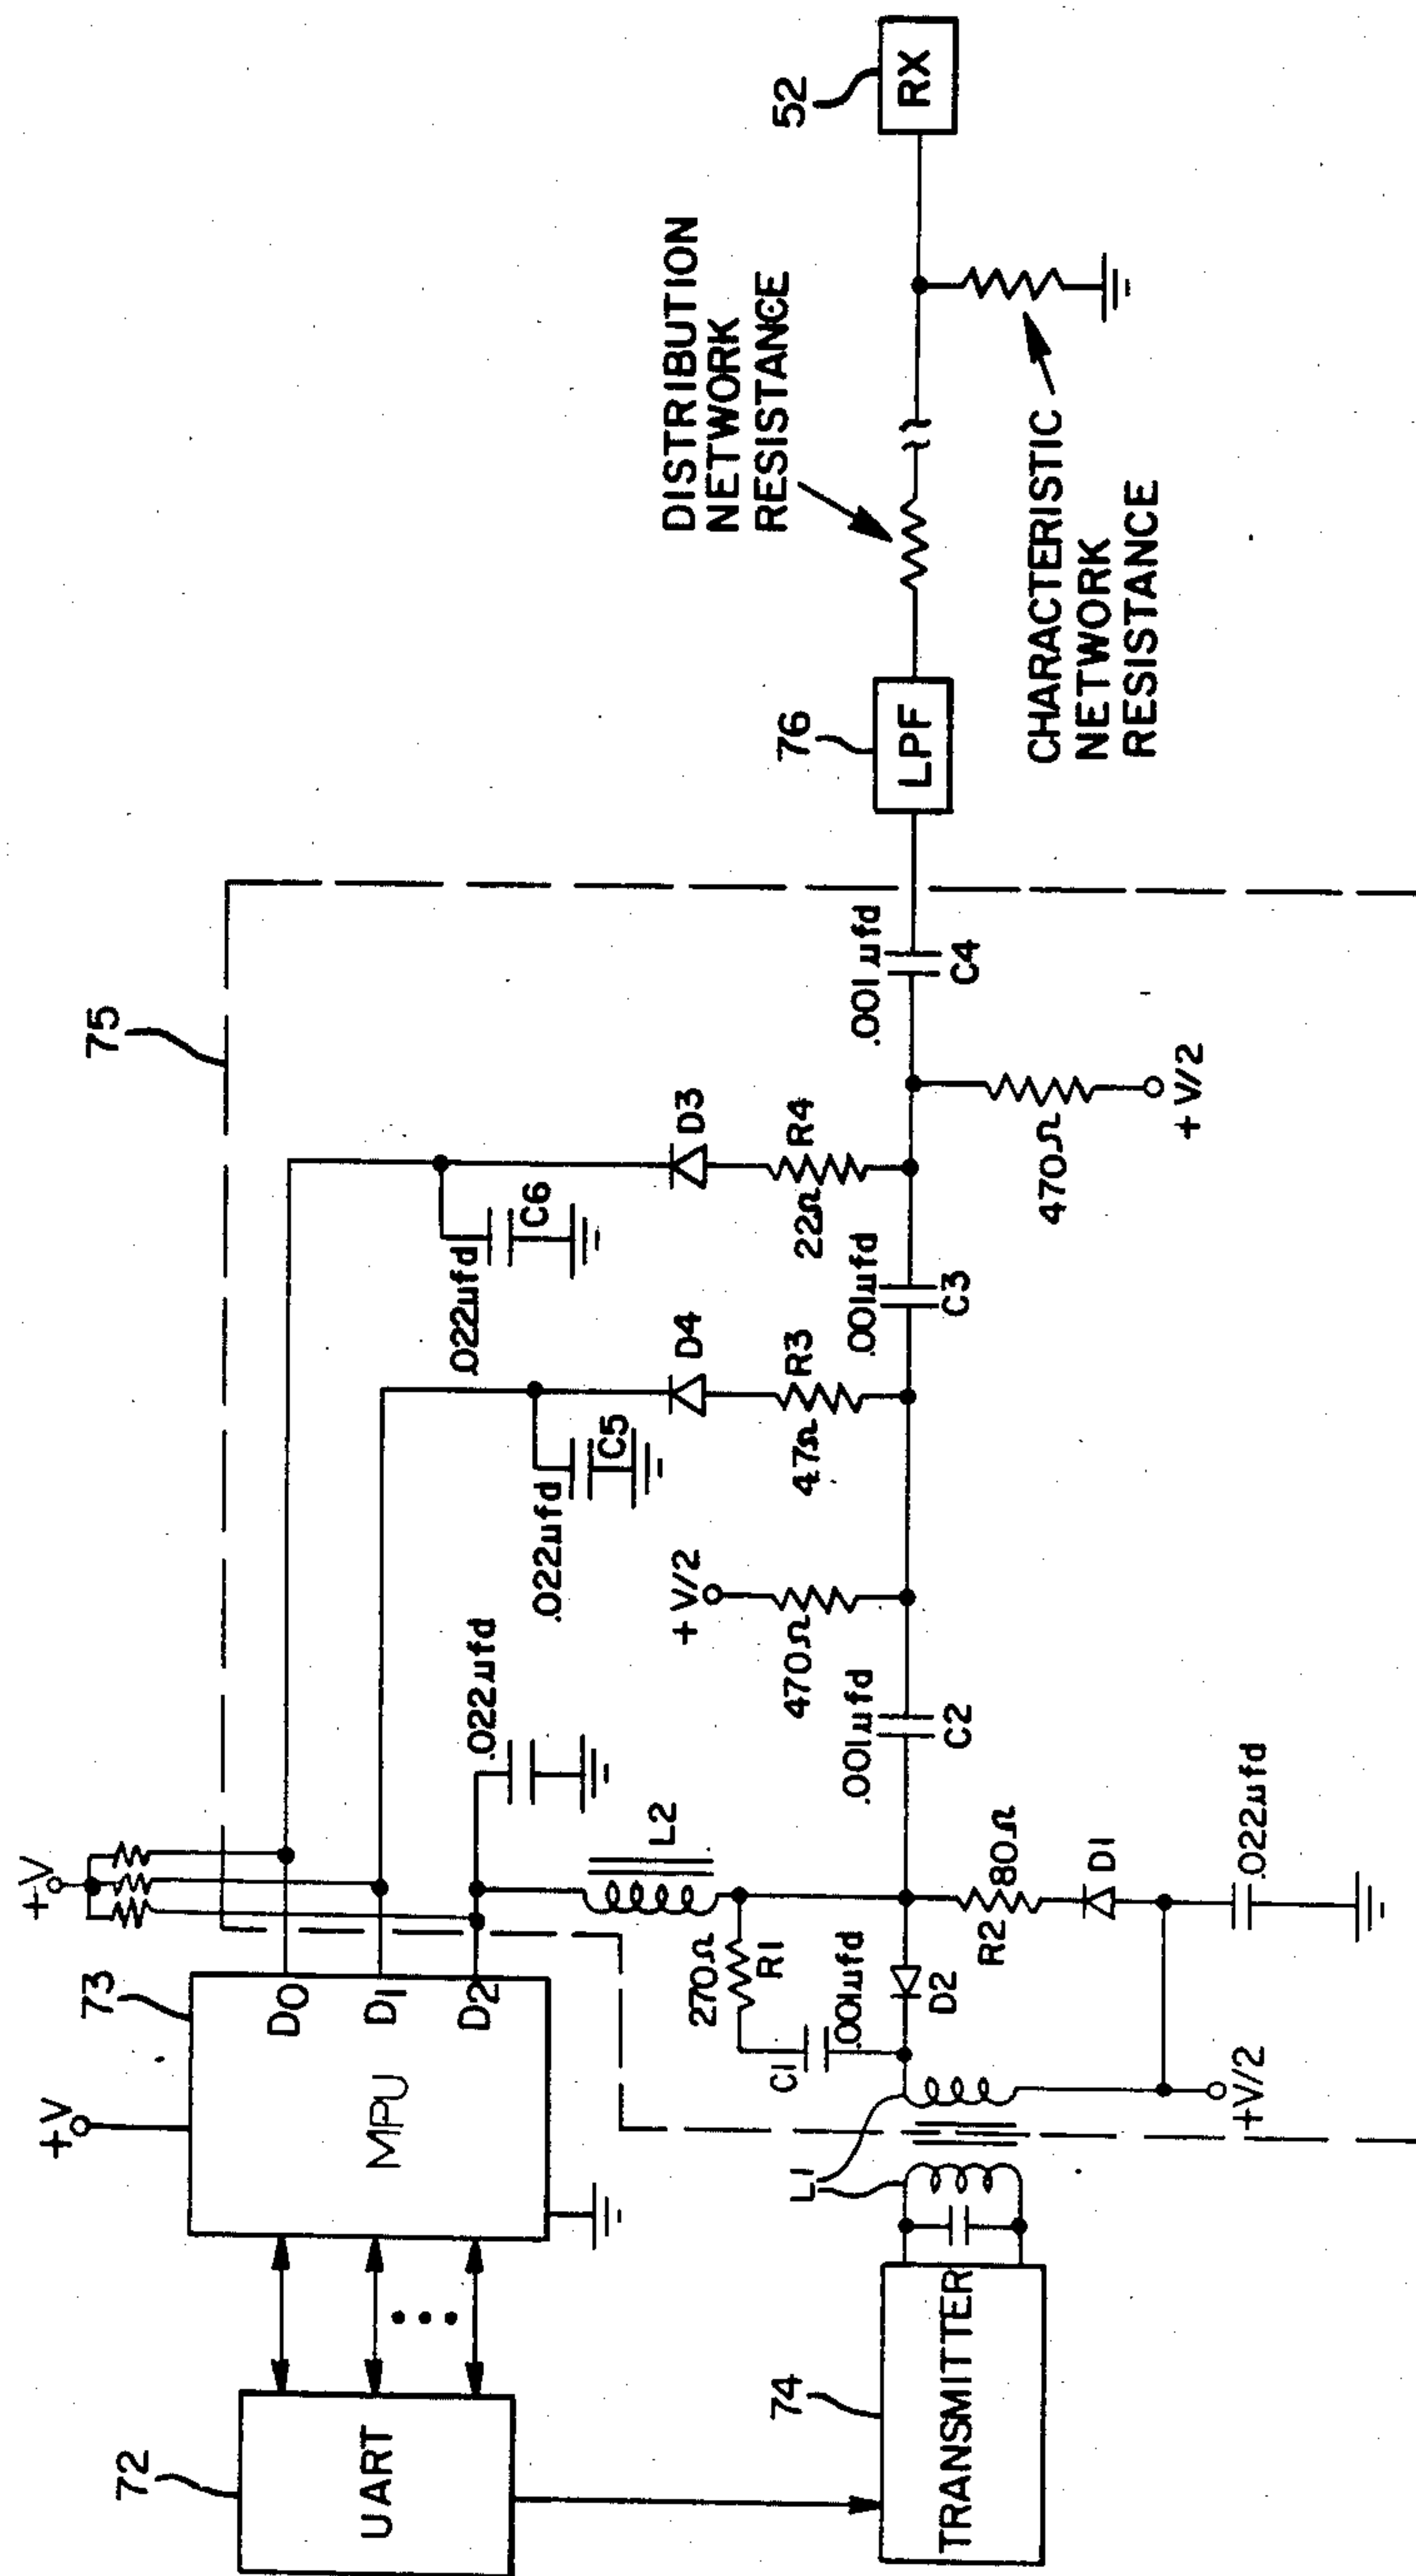 +V
+V
72
UART
73
MPU
D0
D1
D2
75
.022µfd
L2
270Ω
R1
C1
.001µfd
D2
R2
80Ω
D1
.022µfd
+V/2
L1
74
TRANSMITTER
.001µfd
C2
+V/2
470Ω
.022µfd
C5
D4
R3
47Ω
.022µfd
C6
D3
R4
22Ω
.001µfd
C3
470Ω
+V/2
.001µfd
C4
76
LPF
DISTRIBUTION
NETWORK
RESISTANCE
CHARACTERISTIC
NETWORK
RESISTANCE
52
RX